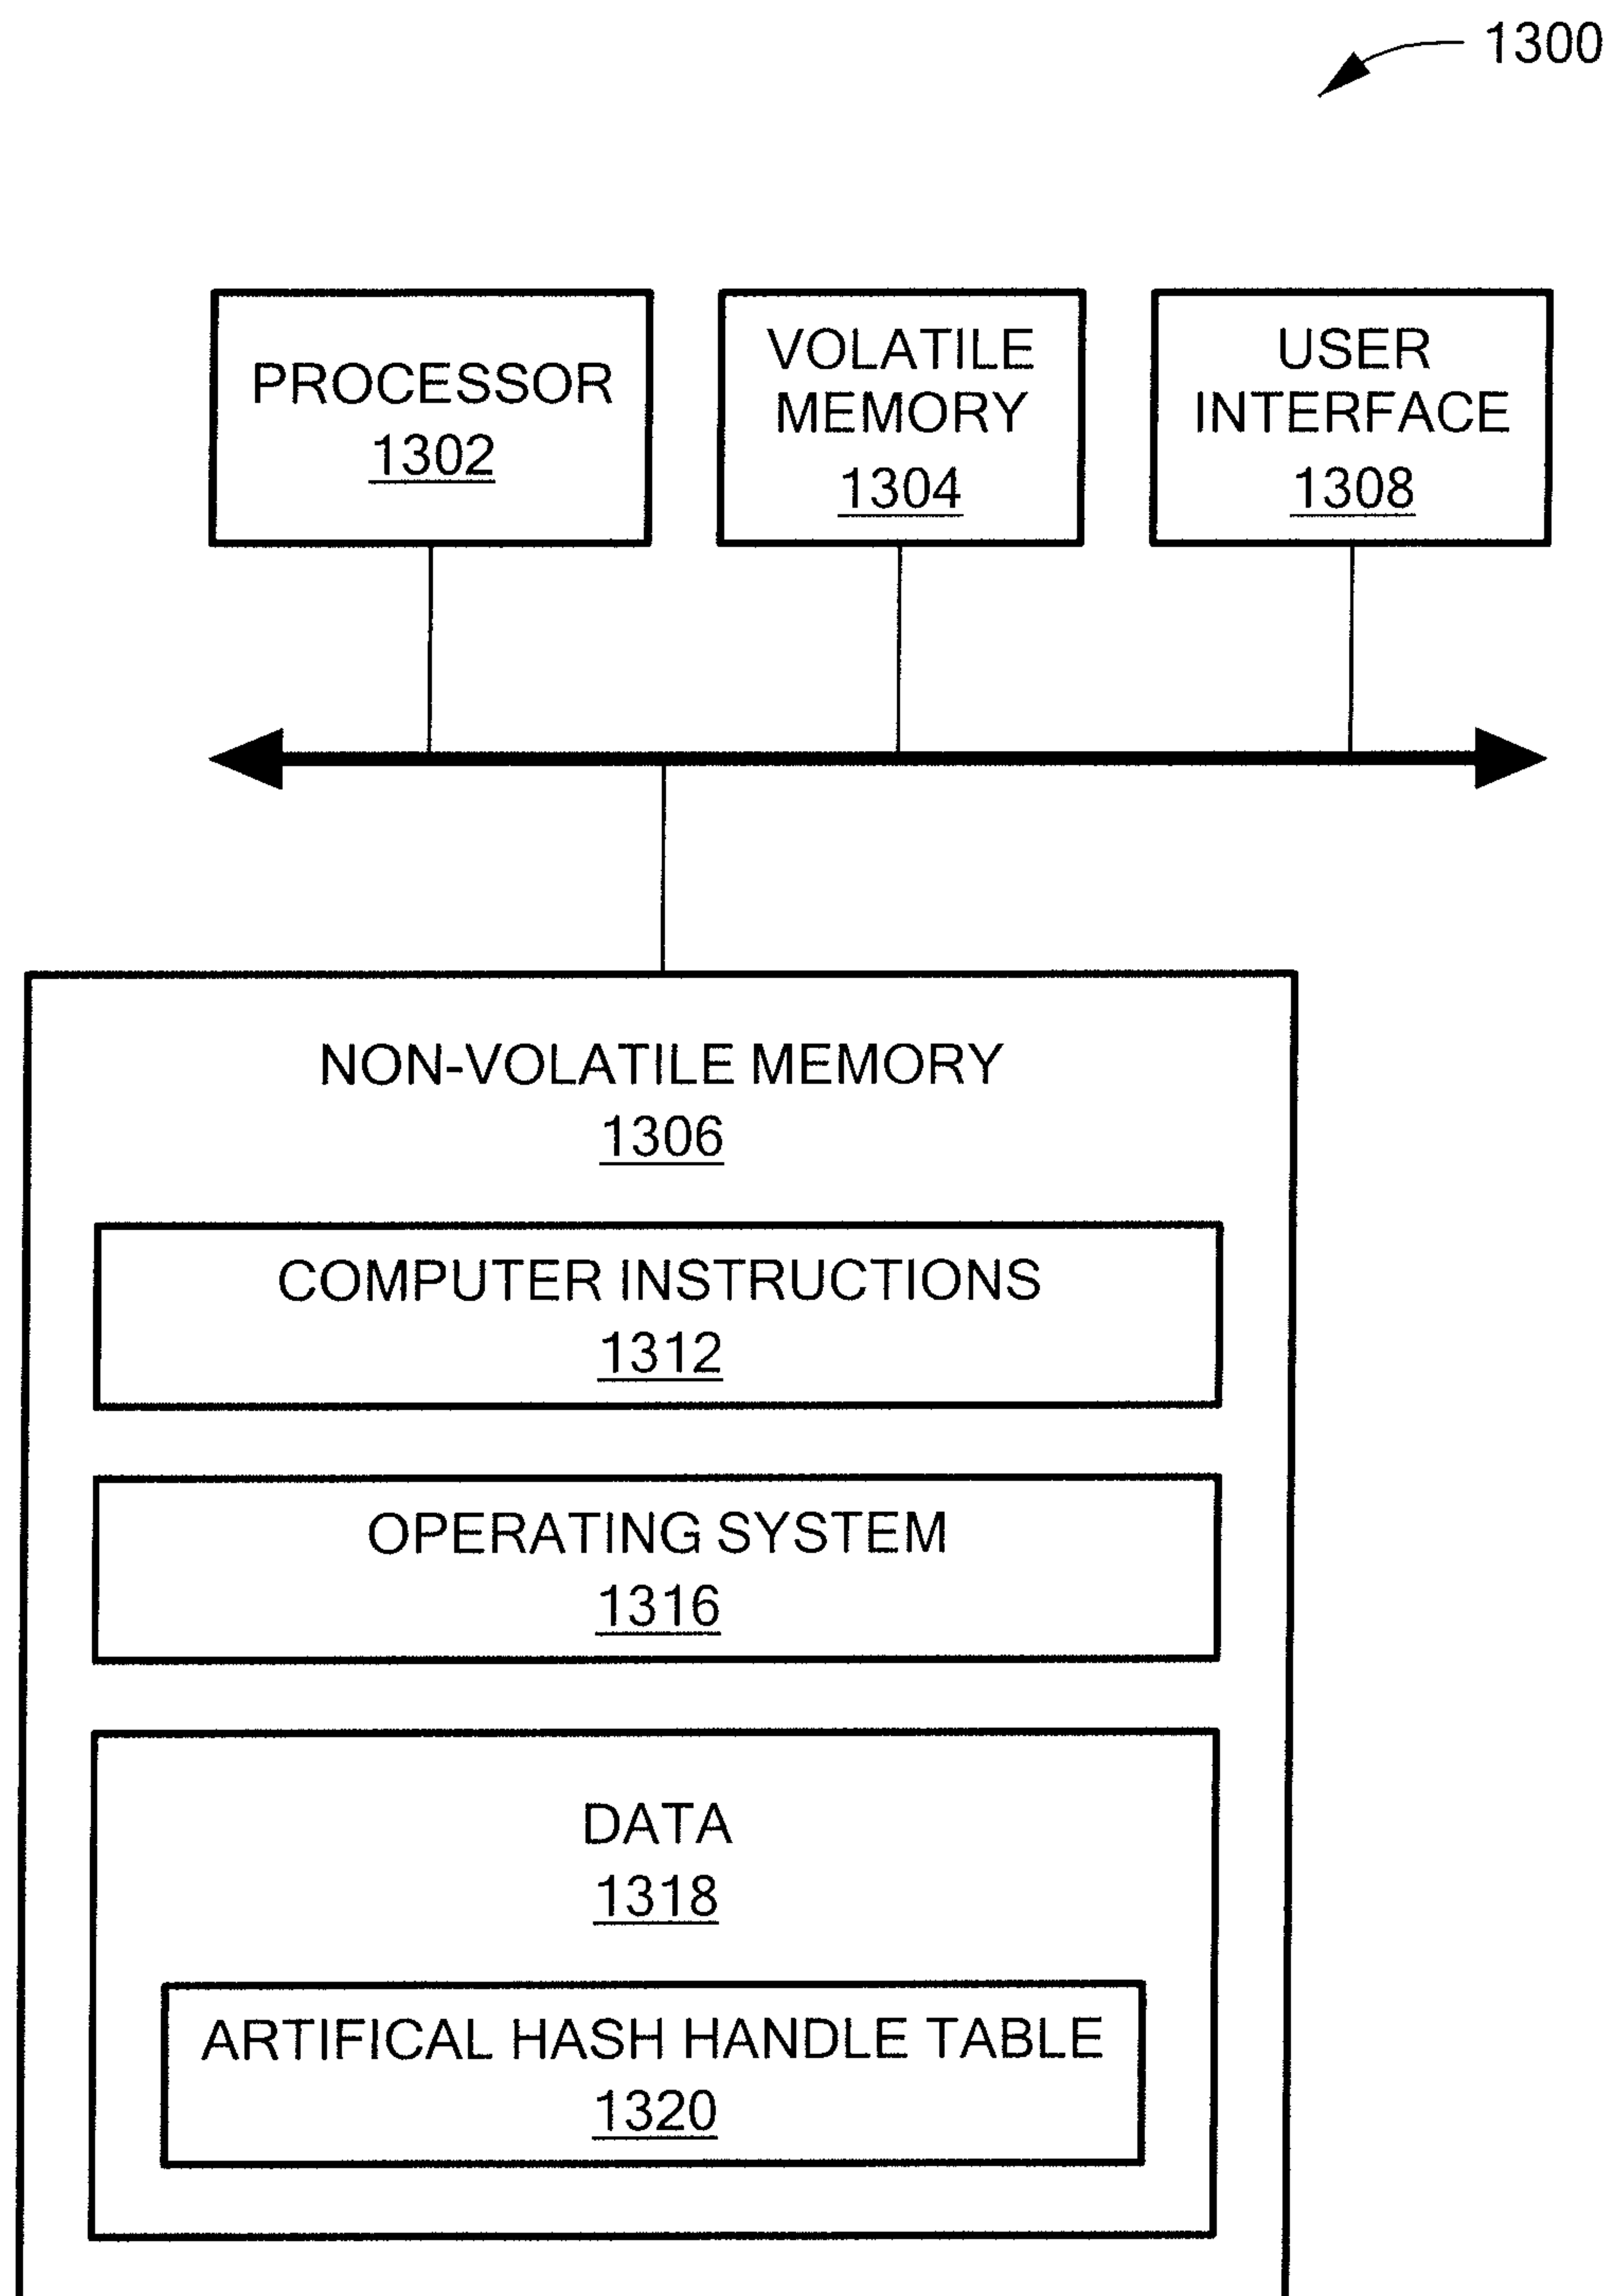 1300
PROCESSOR
1302
VOLATILE
MEMORY
1304
USER
INTERFACE
1308
NON-VOLATILE MEMORY
1306
COMPUTER INSTRUCTIONS
1312
OPERATING SYSTEM
1316
DATA
1318
ARTIFICAL HASH HANDLE TABLE
1320